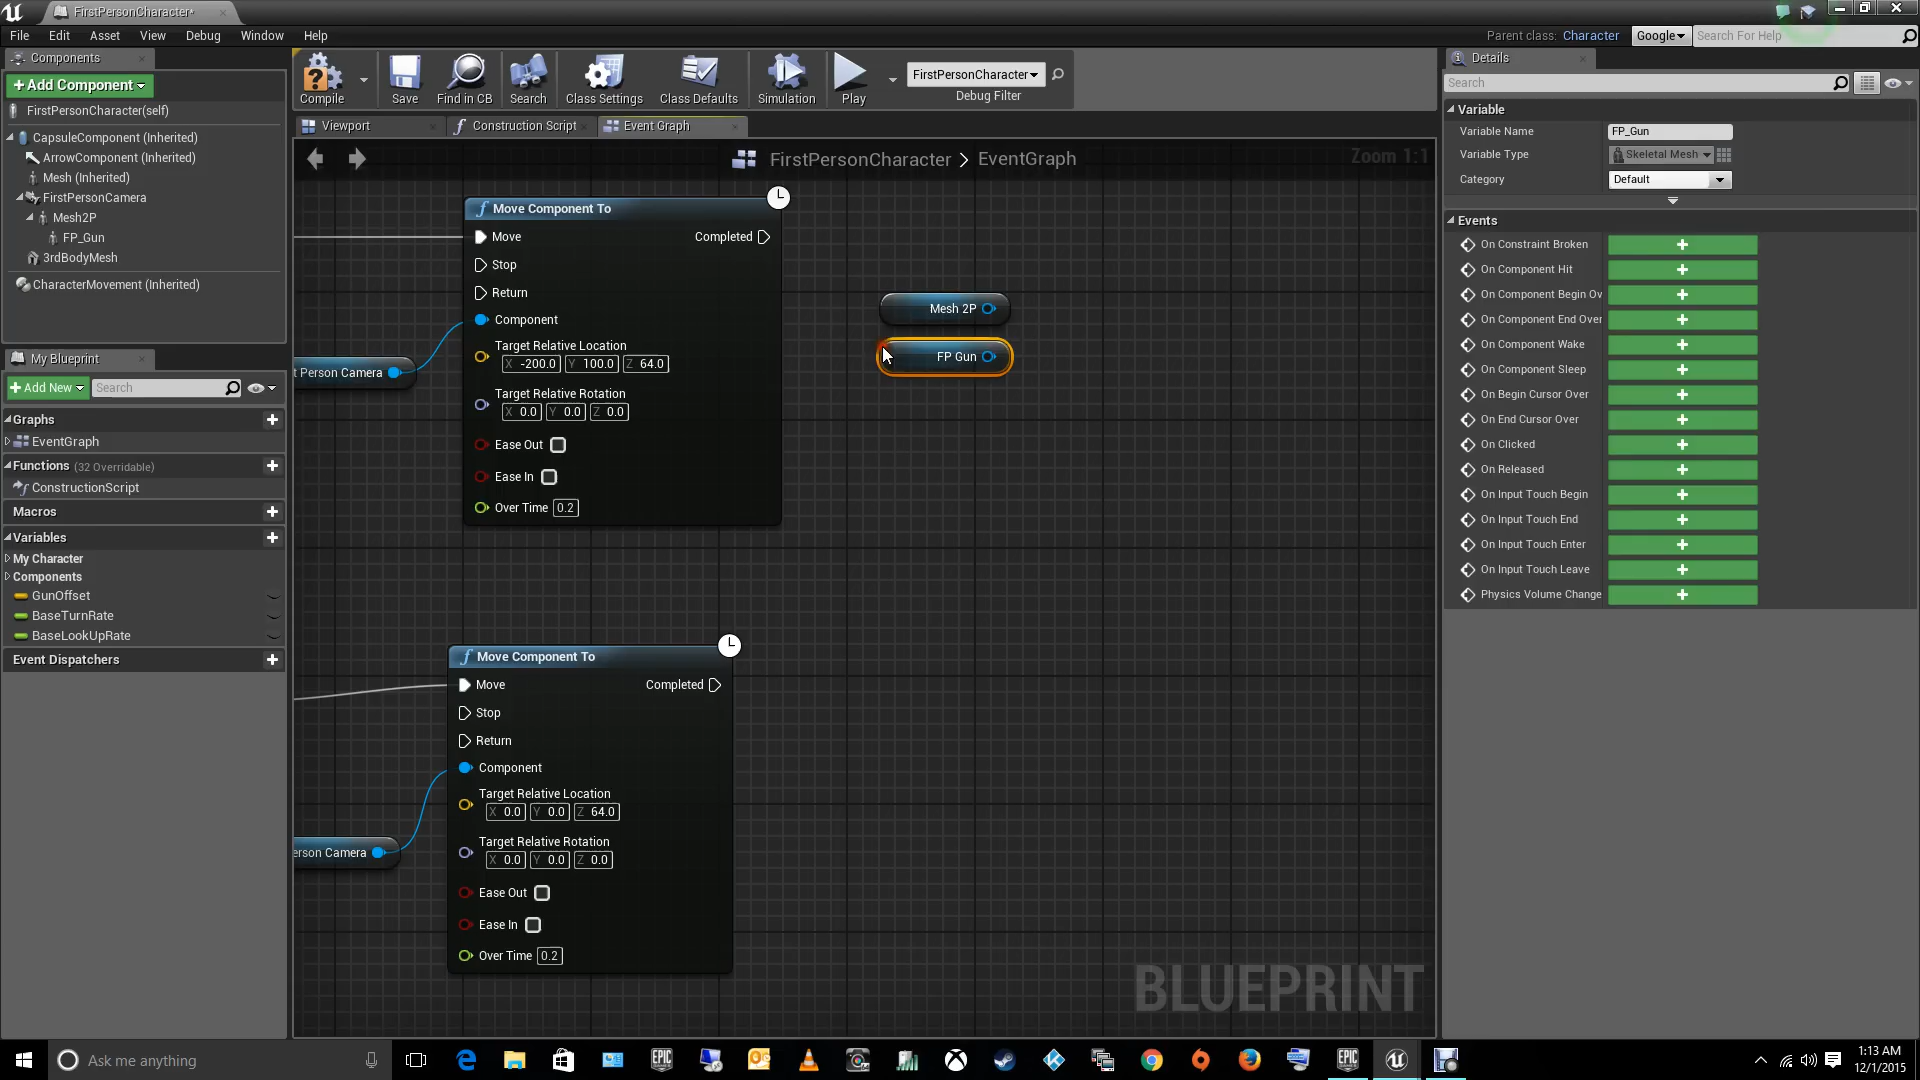 FirstPersonCharacter*
File Edit Asset View Debug Window Help
Parent class: Character Google Search For Help
Components
+Add Component
FirstPersonCharacter(self)
CapsuleComponent (Inherited)
ArrowComponent (Inherited)
Mesh (Inherited)
FirstPersonCamera
Mesh2P
FP_Gun
3rdBodyMesh
CharacterMovement (Inherited)
My Blueprint
+Add New Search
Graphs
EventGraph
Functions (32 Overridable)
ConstructionScript
Macros
Variables
My Character
Components
GunOffset
BaseTurnRate
BaseLookUpRate
Event Dispatchers
Compile Save Find in CB Search Class Settings Class Defaults Simulation Play
FirstPersonCharacter
Debug Filter
Viewport Construction Script Event Graph
FirstPersonCharacter > EventGraph
Zoom 1:1
Move Component To
Move Completed
Stop
Return
Component
t Person Camera
Target Relative Location
X -200.0 Y 100.0 Z 64.0
Target Relative Rotation
X 0.0 Y 0.0 Z 0.0
Ease Out
Ease In
Over Time 0.2
Mesh 2P
FP Gun
Move Component To
Move Completed
Stop
Return
Component
erson Camera
Target Relative Location
X 0.0 Y 0.0 Z 64.0
Target Relative Rotation
X 0.0 Y 0.0 Z 0.0
Ease Out
Ease In
Over Time 0.2
BLUEPRINT
Details
Search
Variable
Variable Name FP_Gun
Variable Type Skeletal Mesh
Category Default
Events
On Constraint Broken
On Component Hit
On Component Begin Ov
On Component End Over
On Component Wake
On Component Sleep
On Begin Cursor Over
On End Cursor Over
On Clicked
On Released
On Input Touch Begin
On Input Touch End
On Input Touch Enter
On Input Touch Leave
Physics Volume Change
Ask me anything
1:13 AM
12/1/2015